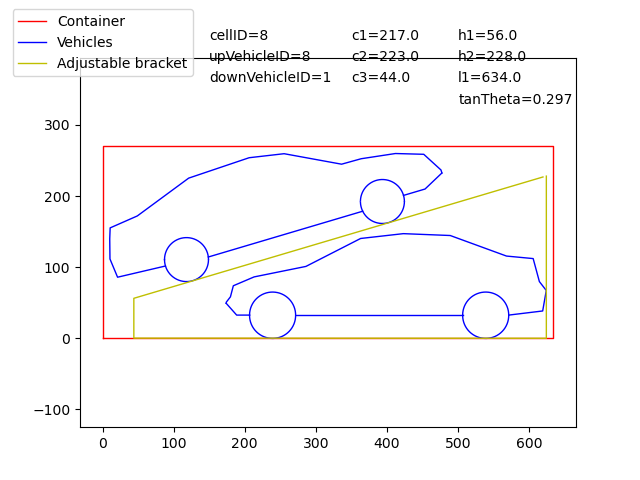 Container
Vehicles
Adjustable bracket
cellID=8 c1=217.0 h1=56.0
upVehicleID=8 c2=223.0 h2=228.0
downVehicleID=1 c3=44.0 l1=634.0
tanTheta=0.297
300
200
100
0
−100
0 100 200 300 400 500 600